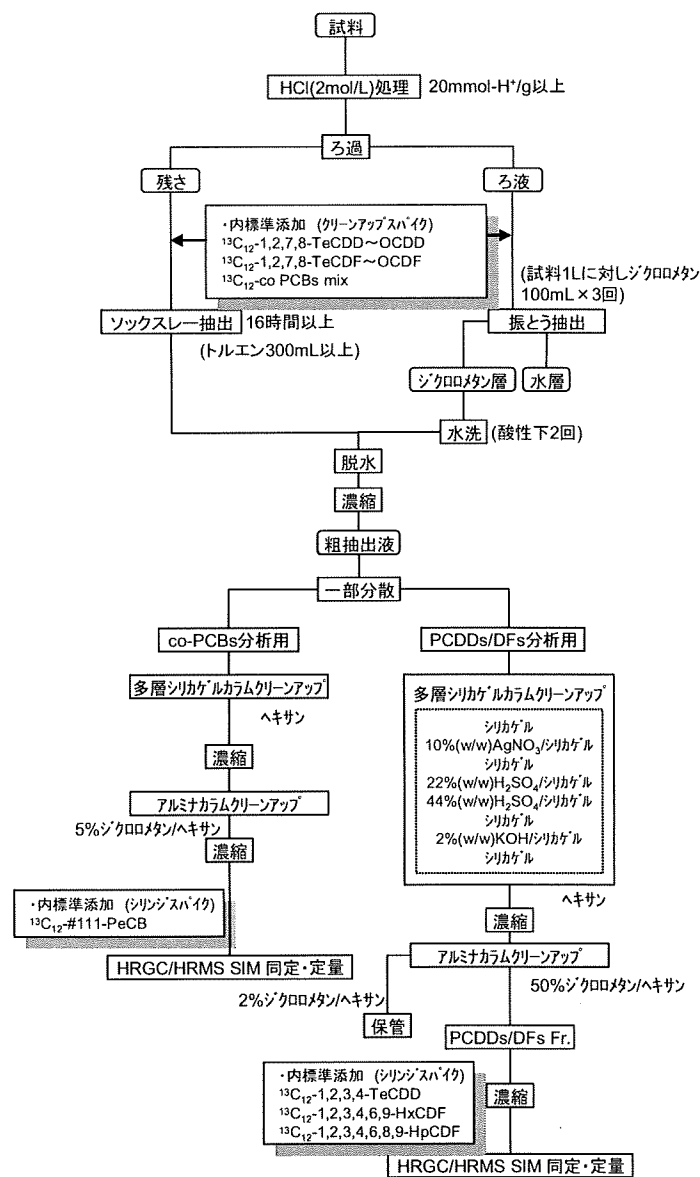 試料
HCl(2mol/L)処理 20mmol-H⁺/g以上
ろ過
残さ
ろ液
・内標準添加 (クリーンアップスパイク)
¹³C₁₂-1,2,7,8-TeCDD～OCDD
¹³C₁₂-1,2,7,8-TeCDF～OCDF
¹³C₁₂-co PCBs mix
(試料1Lに対しジクロロメタン
100mL×3回)
ソックスレー抽出 16時間以上
(トルエン300mL以上)
振とう抽出
ジクロロメタン層
水層
水洗 (酸性下2回)
脱水
濃縮
粗抽出液
一部分散
co-PCBs分析用
多層シリカゲルカラムクリーンアップ
ヘキサン
濃縮
アルミナカラムクリーンアップ
5%ジクロロメタン/ヘキサン
濃縮
・内標準添加 (シリンジスパイク)
¹³C₁₂-#111-PeCB
HRGC/HRMS SIM 同定・定量
PCDDs/DFs分析用
多層シリカゲルカラムクリーンアップ
シリカゲル
10%(w/w)AgNO₃/シリカゲル
シリカゲル
22%(w/w)H₂SO₄/シリカゲル
44%(w/w)H₂SO₄/シリカゲル
シリカゲル
2%(w/w)KOH/シリカゲル
シリカゲル
ヘキサン
濃縮
アルミナカラムクリーンアップ
2%ジクロロメタン/ヘキサン
保管
50%ジクロロメタン/ヘキサン
PCDDs/DFs Fr.
・内標準添加 (シリンジスパイク)
¹³C₁₂-1,2,3,4-TeCDD
¹³C₁₂-1,2,3,4,6,9-HxCDF
¹³C₁₂-1,2,3,4,6,8,9-HpCDF
濃縮
HRGC/HRMS SIM 同定・定量